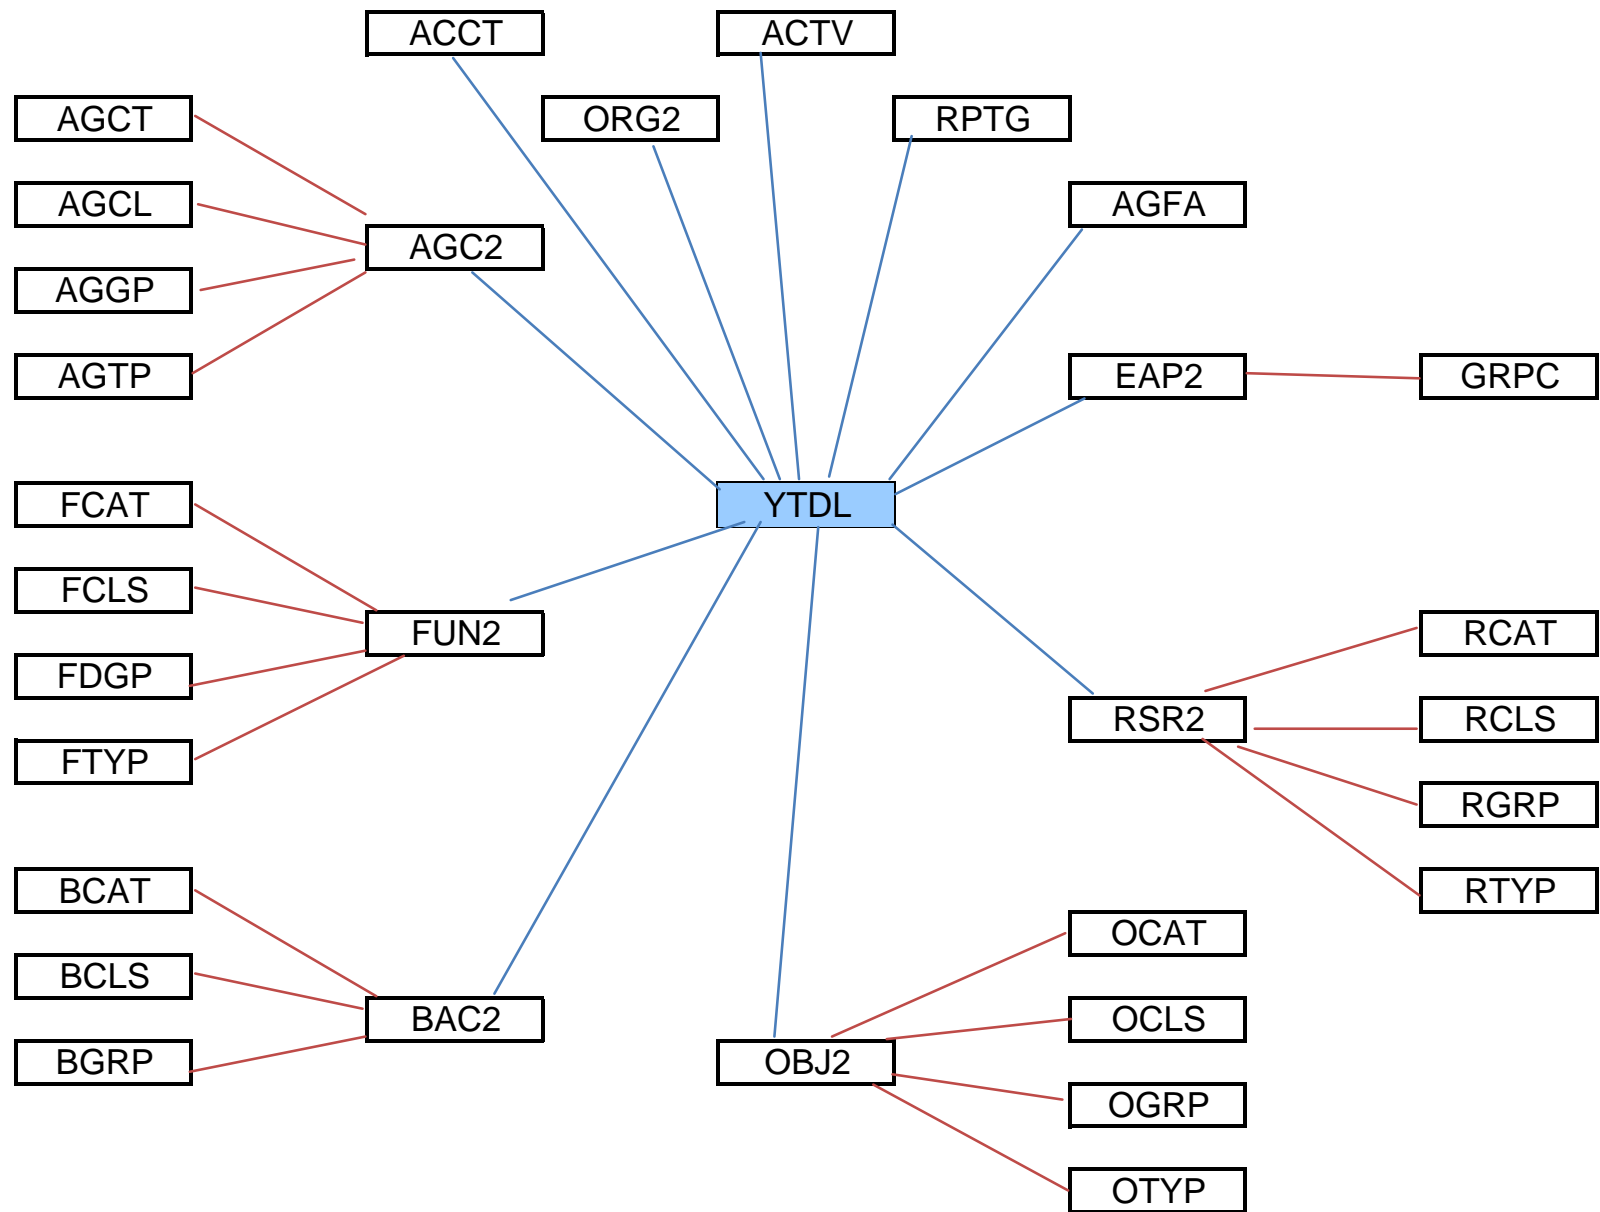 ACCT
ACTV
AGCT
ORG2
RPTG
AGCL
AGFA
AGC2
AGGP
AGTP
EAP2
GRPC
FCAT
YTDL
FCLS
FUN2
RCAT
FDGP
RSR2
RCLS
FTYP
RGRP
BCAT
RTYP
OCAT
BCLS
BAC2
OCLS
BGRP
OBJ2
OGRP
OTYP